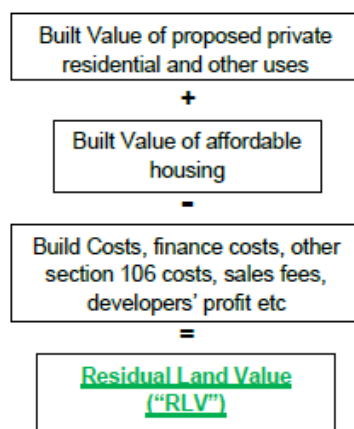 Built Value of proposed private
residential and other uses
+
Built Value of affordable
housing
-
Build Costs, finance costs, other
section 106 costs, sales fees,
developers' profit etc
=
Residual Land Value
("RLV")